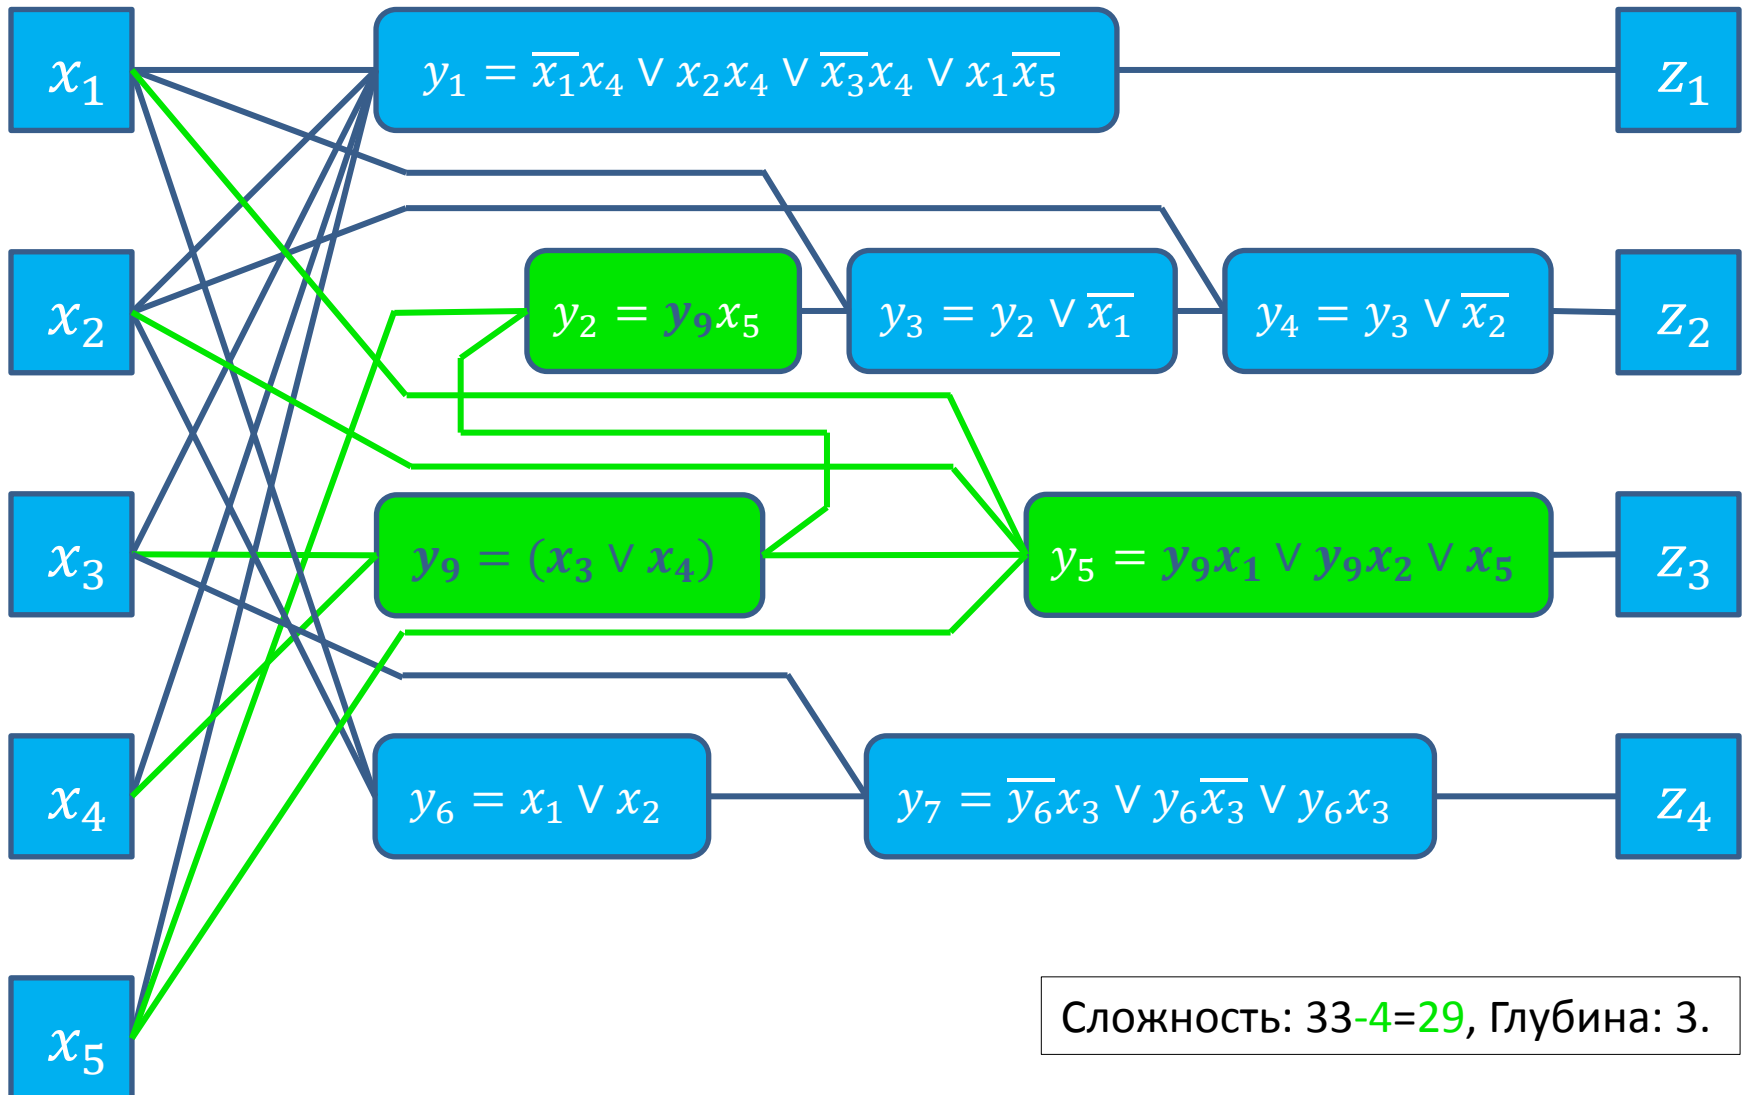 x₁
y₁ = x̅₁x₄ ∨ x₂x₄ ∨ x̅₃x₄ ∨ x₁x̅₅
z₁
x₂
y₂ = y₉x₅
y₃ = y₂ ∨ x̅₁
y₄ = y₃ ∨ x̅₂
z₂
x₃
y₉ = (x₃ ∨ x₄)
y₅ = y₉x₁ ∨ y₉x₂ ∨ x₅
z₃
x₄
y₆ = x₁ ∨ x₂
y₇ = y̅₆x₃ ∨ y₆x̅₃ ∨ y₆x₃
z₄
x₅
Сложность: 33-4=29, Глубина: 3.